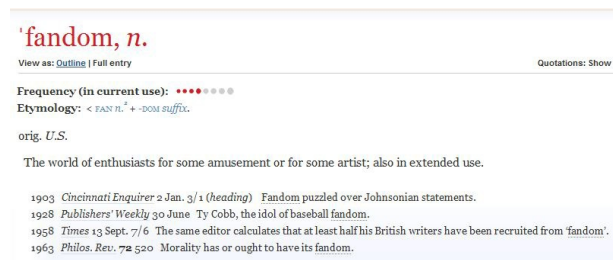 ˈfandom, n.
View as: Outline | Full entry Quotations: Show
Frequency (in current use):
Etymology: < FAN n.² + -DOM suffix.
orig. U.S.
The world of enthusiasts for some amusement or for some artist; also in extended use.
1903 Cincinnati Enquirer 2 Jan. 3/1 (heading) Fandom puzzled over Johnsonian statements.
1928 Publishers' Weekly 30 June Ty Cobb, the idol of baseball fandom.
1958 Times 13 Sept. 7/6 The same editor calculates that at least half his British writers have been recruited from ‘fandom’.
1963 Philos. Rev. 72 520 Morality has or ought to have its fandom.